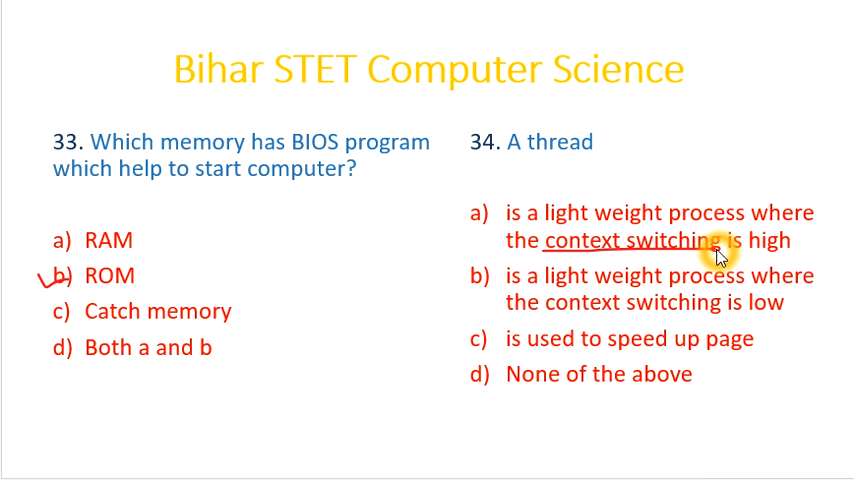 Bihar STET Computer Science
33. Which memory has BIOS program
which help to start computer?
a) RAM
b) ROM
c) Catch memory
d) Both a and b
34. A thread
a) is a light weight process where
the context switching is high
b) is a light weight process where
the context switching is low
c) is used to speed up page
d) None of the above